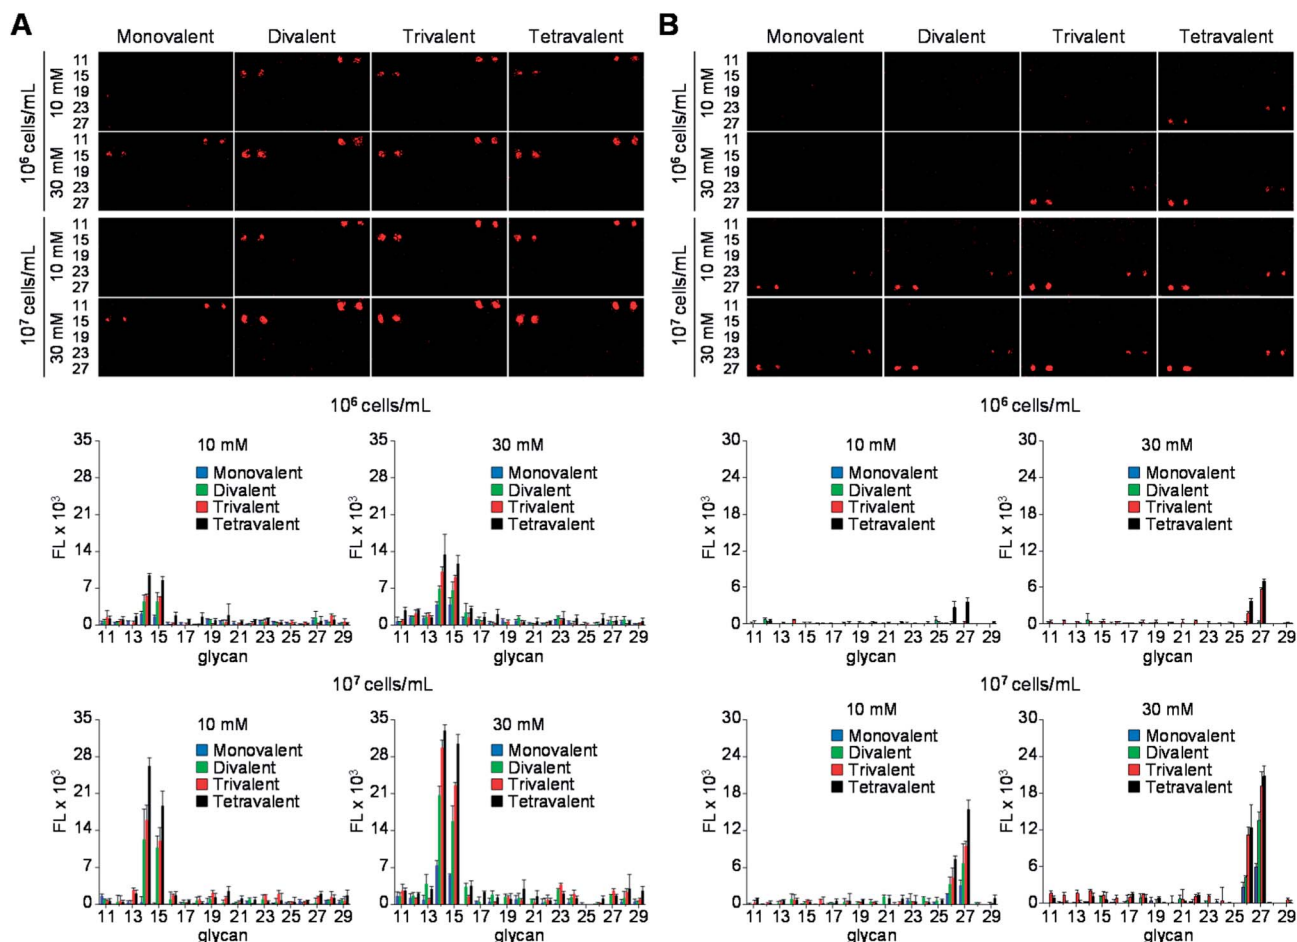 A
Monovalent Divalent Trivalent Tetravalent
10⁶ cells/mL
10 mM
11
15
19
23
27
30 mM
11
15
19
23
27
10⁷ cells/mL
10 mM
11
15
19
23
27
30 mM
11
15
19
23
27
10⁶ cells/mL
10 mM
Monovalent
Divalent
Trivalent
Tetravalent
FL x 10³
35
28
21
14
7
0
11 13 15 17 19 21 23 25 27 29
glycan
30 mM
Monovalent
Divalent
Trivalent
Tetravalent
FL x 10³
35
28
21
14
7
0
11 13 15 17 19 21 23 25 27 29
glycan
10⁷ cells/mL
10 mM
Monovalent
Divalent
Trivalent
Tetravalent
FL x 10³
35
28
21
14
7
0
11 13 15 17 19 21 23 25 27 29
glycan
30 mM
Monovalent
Divalent
Trivalent
Tetravalent
FL x 10³
35
28
21
14
7
0
11 13 15 17 19 21 23 25 27 29
glycan
B
Monovalent Divalent Trivalent Tetravalent
10⁶ cells/mL
10 mM
11
15
19
23
27
30 mM
11
15
19
23
27
10⁷ cells/mL
10 mM
11
15
19
23
27
30 mM
11
15
19
23
27
10⁶ cells/mL
10 mM
Monovalent
Divalent
Trivalent
Tetravalent
FL x 10³
30
24
18
12
6
0
11 13 15 17 19 21 23 25 27 29
glycan
30 mM
Monovalent
Divalent
Trivalent
Tetravalent
FL x 10³
30
24
18
12
6
0
11 13 15 17 19 21 23 25 27 29
glycan
10⁷ cells/mL
10 mM
Monovalent
Divalent
Trivalent
Tetravalent
FL x 10³
30
24
18
12
6
0
11 13 15 17 19 21 23 25 27 29
glycan
30 mM
Monovalent
Divalent
Trivalent
Tetravalent
FL x 10³
30
24
18
12
6
0
11 13 15 17 19 21 23 25 27 29
glycan